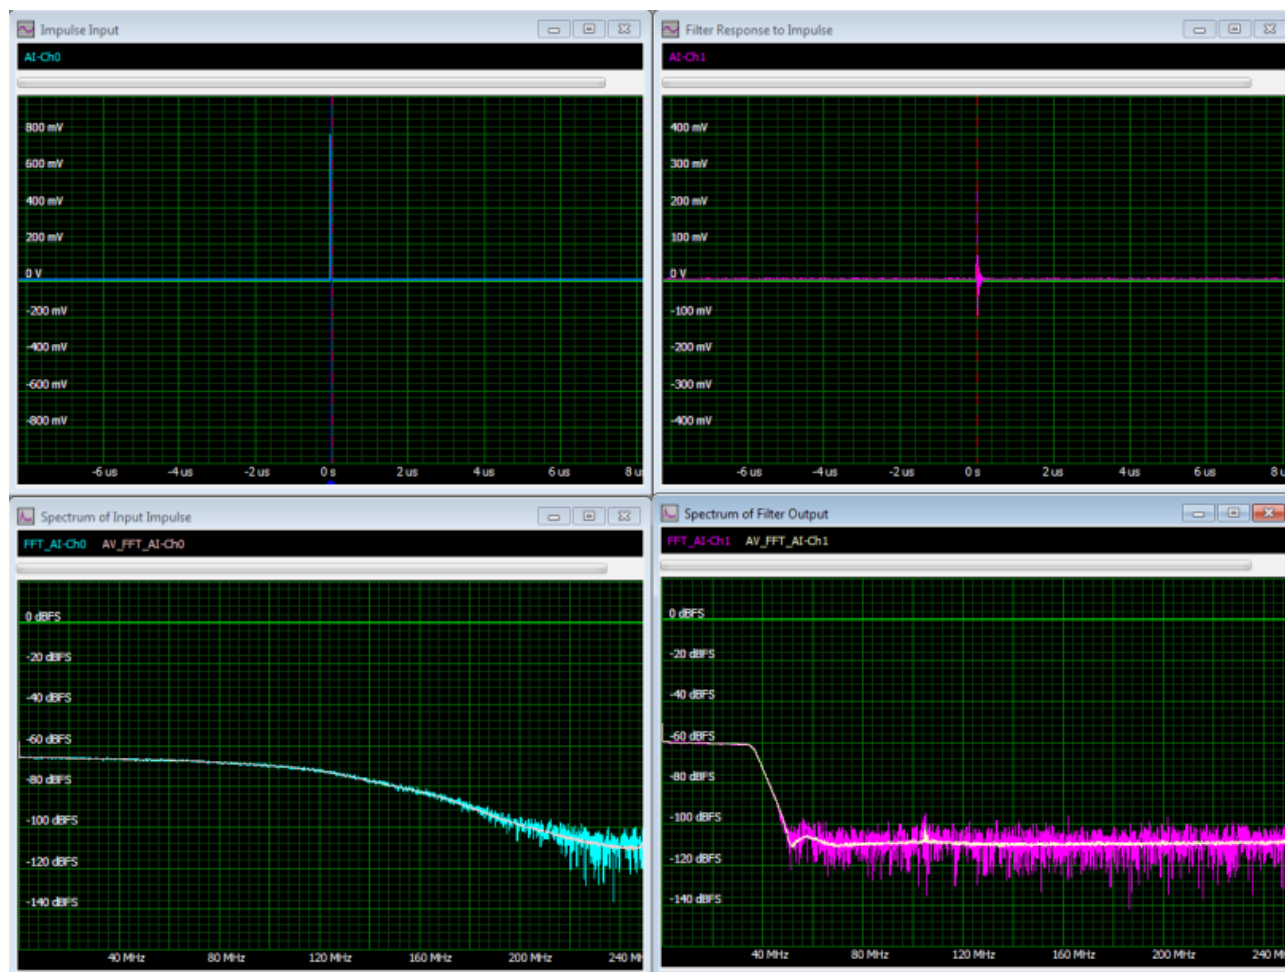 Impulse Input
AI-Ch0
800 mV
600 mV
400 mV
200 mV
0 V
-200 mV
-400 mV
-600 mV
-800 mV
-6 us -4 us -2 us 0 s 2 us 4 us 6 us 8 u
Filter Response to Impulse
AI-Ch1
400 mV
300 mV
200 mV
100 mV
0 V
-100 mV
-200 mV
-300 mV
-400 mV
-6 us -4 us -2 us 0 s 2 us 4 us 6 us 8 u
Spectrum of Input Impulse
FFT_AI-Ch0 AV_FFT_AI-Ch0
0 dBFS
-20 dBFS
-40 dBFS
-60 dBFS
-80 dBFS
-100 dBFS
-120 dBFS
-140 dBFS
40 MHz 80 MHz 120 MHz 160 MHz 200 MHz 240 MH
Spectrum of Filter Output
FFT_AI-Ch1 AV_FFT_AI-Ch1
0 dBFS
-20 dBFS
-40 dBFS
-60 dBFS
-80 dBFS
-100 dBFS
-120 dBFS
-140 dBFS
40 MHz 80 MHz 120 MHz 160 MHz 200 MHz 240 M